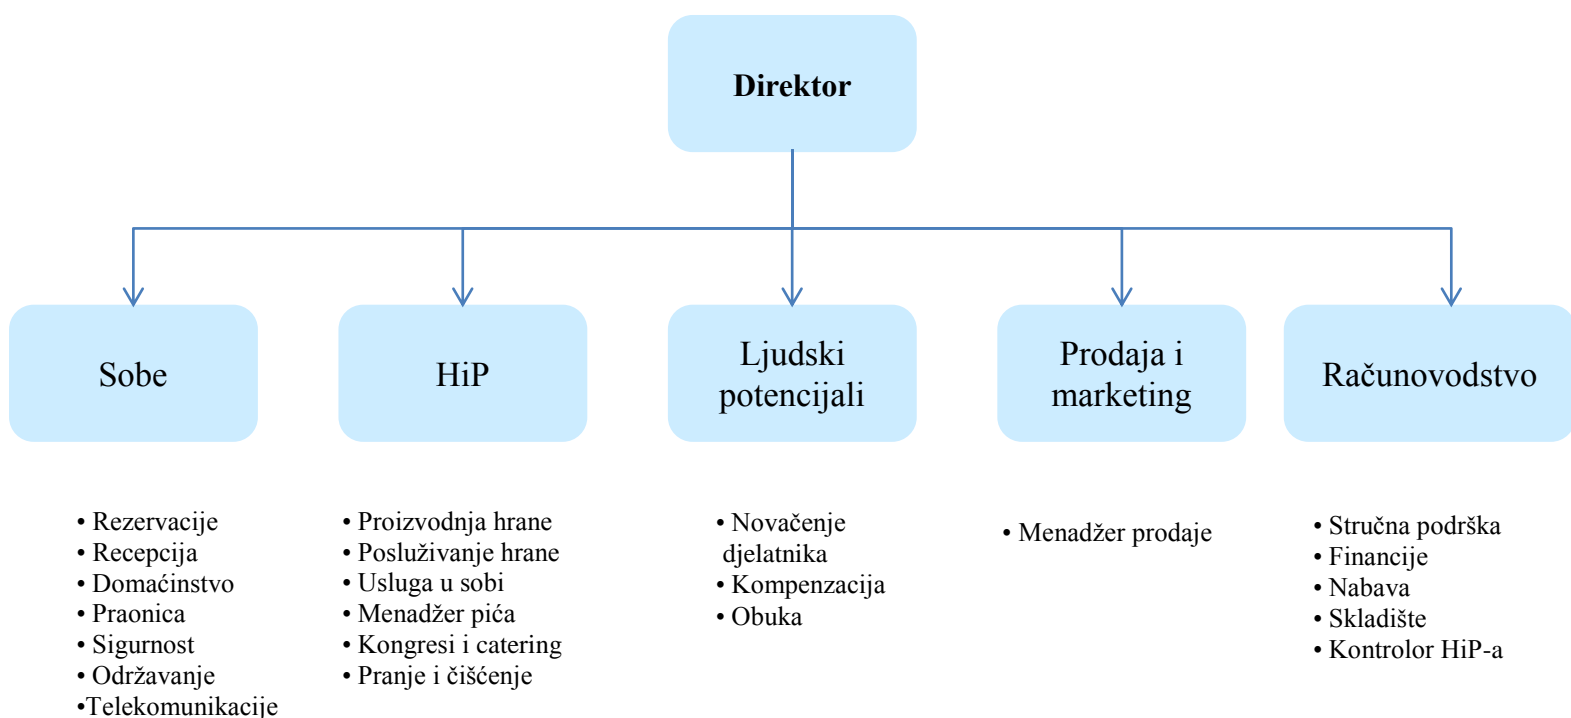 Direktor
Sobe
HiP
Ljudski
potencijali
Prodaja i
marketing
Računovodstvo
• Rezervacije
• Recepcija
• Domaćinstvo
• Praonica
• Sigurnost
• Održavanje
•Telekomunikacije
• Proizvodnja hrane
• Posluživanje hrane
• Usluga u sobi
• Menadžer pića
• Kongresi i catering
• Pranje i čišćenje
• Novačenje
djelatnika
• Kompenzacija
• Obuka
• Menadžer prodaje
• Stručna podrška
• Financije
• Nabava
• Skladište
• Kontrolor HiP-a